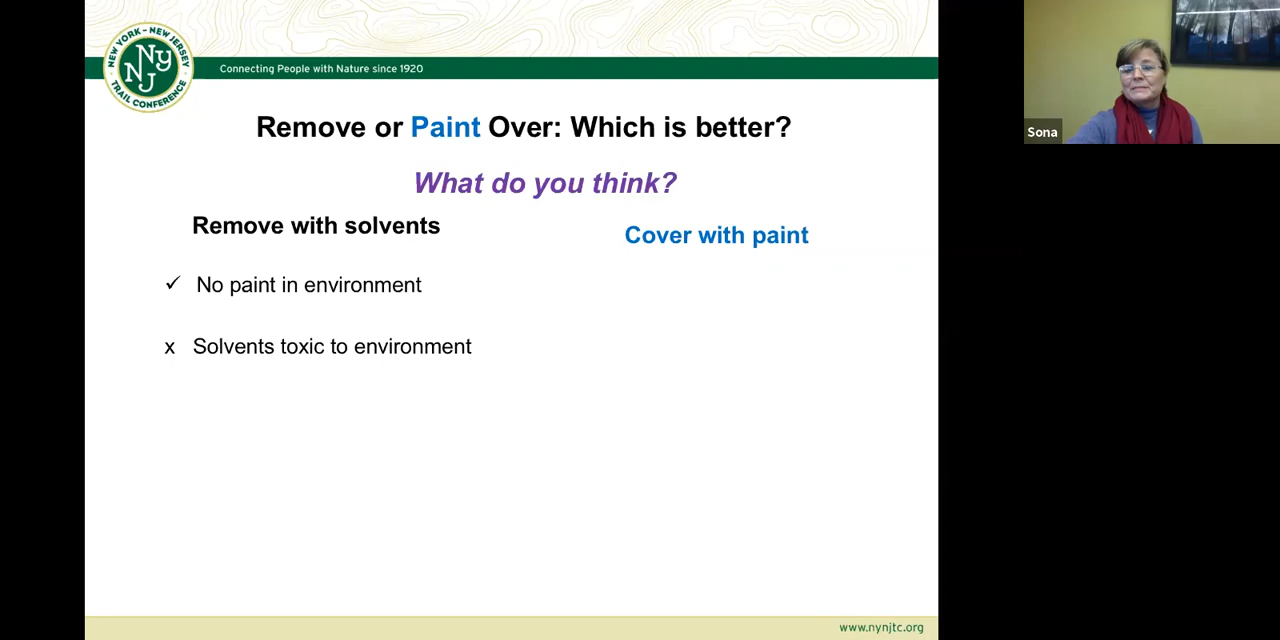 NEW YORK – NEW JERSEY
NY
NJ
TRAIL CONFERENCE
Connecting People with Nature since 1920
Remove or Paint Over: Which is better?
What do you think?
Remove with solvents
Cover with paint
✓ No paint in environment
x Solvents toxic to environment
www.nynjtc.org
Sona